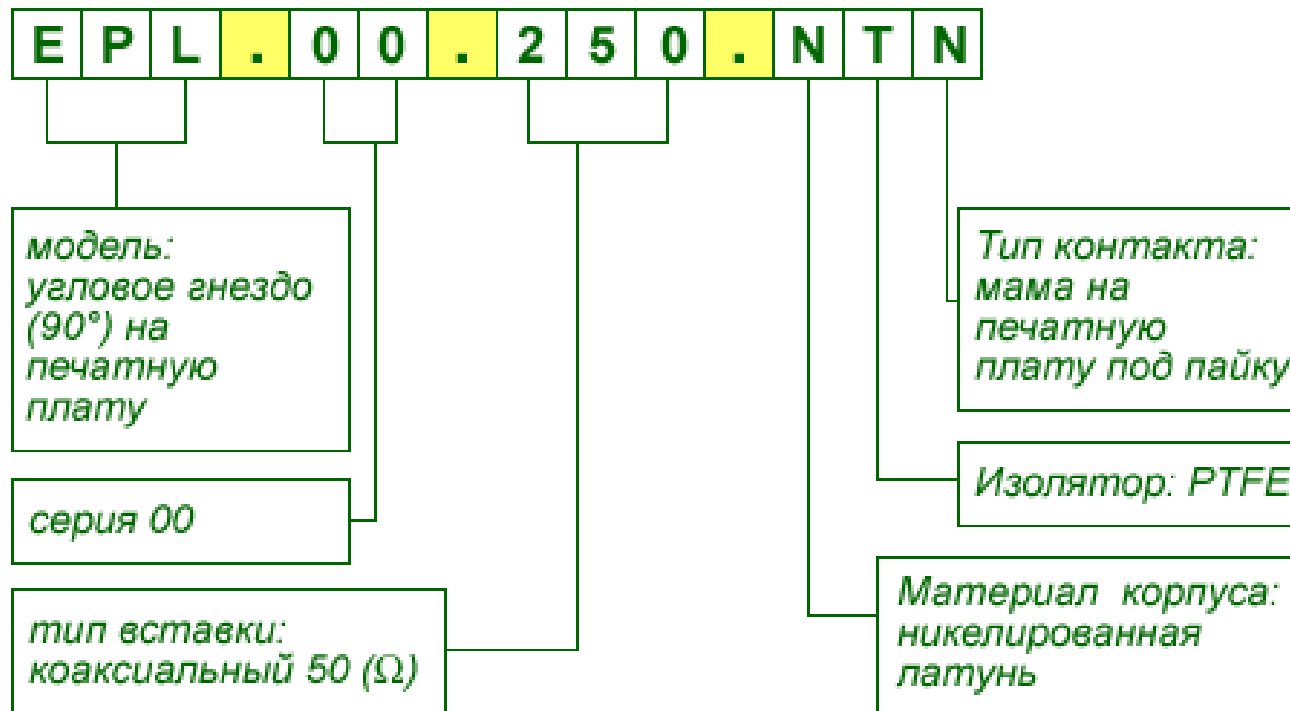 EPL.00.250.NTN
модель:
угловое гнездо
(90°) на
печатную
плату
серия 00
тип вставки:
коаксиальный 50 (Ω)
Тип контакта:
мама на
печатную
плату под пайку
Изолятор: PTFE
Материал корпуса:
никелированная
латунь